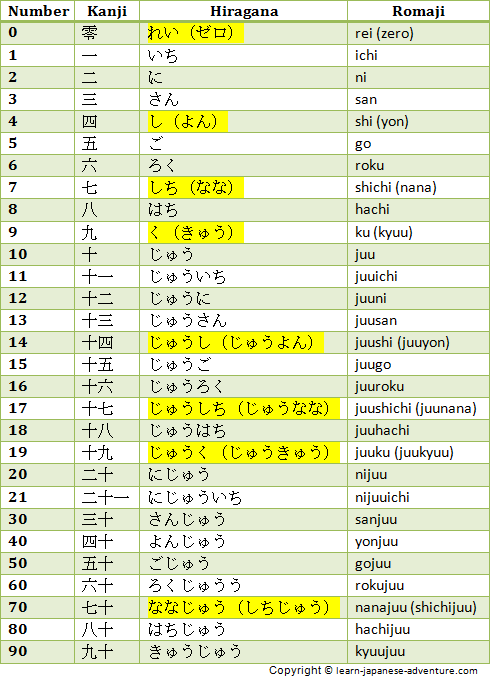 Number Kanji Hiragana Romaji
0 零 れい（ゼロ） rei (zero)
1 一 いち ichi
2 二 に ni
3 三 さん san
4 四 し（よん） shi (yon)
5 五 ご go
6 六 ろく roku
7 七 しち（なな） shichi (nana)
8 八 はち hachi
9 九 く（きゅう） ku (kyuu)
10 十 じゅう juu
11 十一 じゅういち juuichi
12 十二 じゅうに juuni
13 十三 じゅうさん juusan
14 十四 じゅうし（じゅうよん） juushi (juuyon)
15 十五 じゅうご juugo
16 十六 じゅうろく juuroku
17 十七 じゅうしち（じゅうなな） juushichi (juunana)
18 十八 じゅうはち juuhachi
19 十九 じゅうく（じゅうきゅう） juuku (juukyuu)
20 二十 にじゅう nijuu
21 二十一 にじゅういち nijuuichi
30 三十 さんじゅう sanjuu
40 四十 よんじゅう yonjuu
50 五十 ごじゅう gojuu
60 六十 ろくじゅうう rokujuu
70 七十 ななじゅう（しちじゅう） nanajuu (shichijuu)
80 八十 はちじゅう hachijuu
90 九十 きゅうじゅう kyuujuu
Copyright © learn-japanese-adventure.com